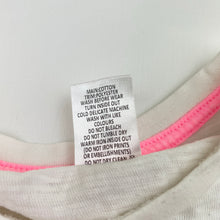 MAIN:COTTON
TRIM:POLYESTER
WASH BEFORE WEAR
TURN INSIDE OUT
COLD DELICATE MACHINE
WASH WITH LIKE
COLOURS
DO NOT BLEACH
DO NOT TUMBLE DRY
WARM IRON-INSIDE OUT
(DO NOT IRON PRINTS
OR EMBELLISHMENTS)
DO NOT DRY CLEAN